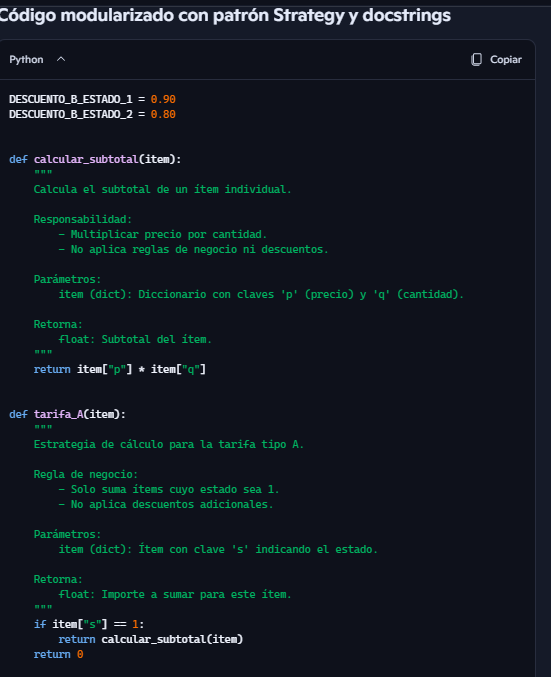 Código modularizado con patrón Strategy y docstrings
Python
Copiar
DESCUENTO_B_ESTADO_1 = 0.90
DESCUENTO_B_ESTADO_2 = 0.80
def calcular_subtotal(item):
"""
Calcula el subtotal de un ítem individual.
Responsabilidad:
- Multiplicar precio por cantidad.
- No aplica reglas de negocio ni descuentos.
Parámetros:
item (dict): Diccionario con claves 'p' (precio) y 'q' (cantidad).
Retorna:
float: Subtotal del ítem.
"""
return item["p"] * item["q"]
def tarifa_A(item):
"""
Estrategia de cálculo para la tarifa tipo A.
Regla de negocio:
- Solo suma ítems cuyo estado sea 1.
- No aplica descuentos adicionales.
Parámetros:
item (dict): Ítem con clave 's' indicando el estado.
Retorna:
float: Importe a sumar para este ítem.
"""
if item["s"] == 1:
return calcular_subtotal(item)
return 0